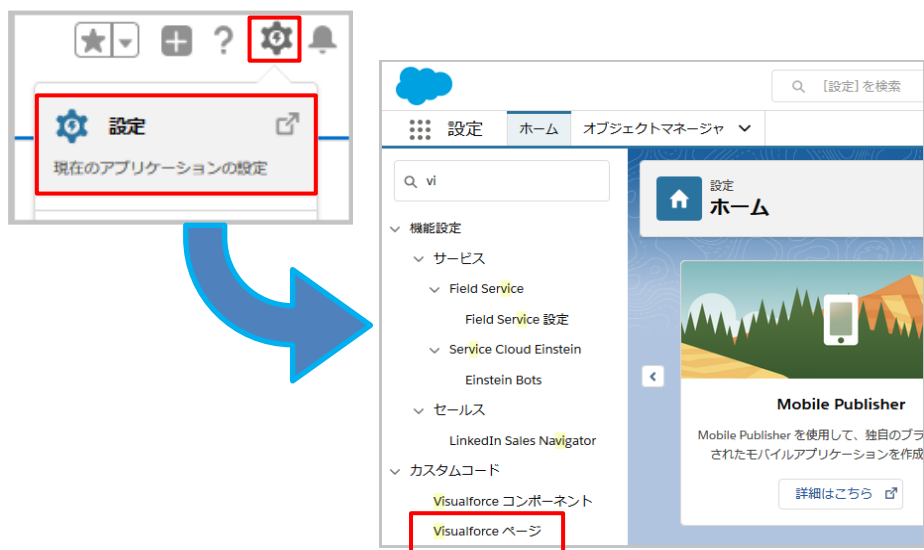 設定
現在のアプリケーションの設定
[設定] を検索
設定
ホーム
オブジェクトマネージャ
vi
機能設定
サービス
Field Service
Field Service 設定
Service Cloud Einstein
Einstein Bots
セールス
LinkedIn Sales Navigator
カスタムコード
Visualforce コンポーネント
Visualforce ページ
設定
ホーム
Mobile Publisher
Mobile Publisher を使用して、独自のブラ
されたモバイルアプリケーションを作成
詳細はこちら